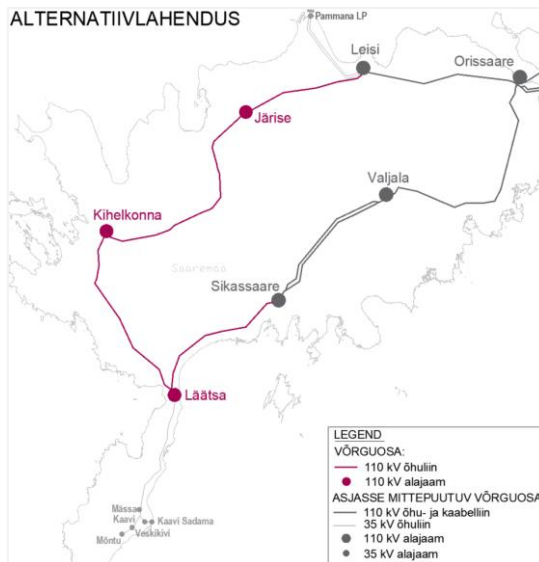 ALTERNATIIVLAHENDUS
Pammana LP
Leisi
Orissaare
Järise
Valjala
Kihelkonna
Saaremaa
Sikassaare
Läätsa
Mässa
Kaavi
Kaavi Sadama
Veskikivi
Mõntu
LEGEND
VÕRGUOSA:
110 kV õhuliin
110 kV alajaam
ASJASSE MITTEPUUTUV VÕRGUOSA
110 kV õhu- ja kaabelliin
35 kV õhuliin
110 kV alajaam
35 kV alajaam